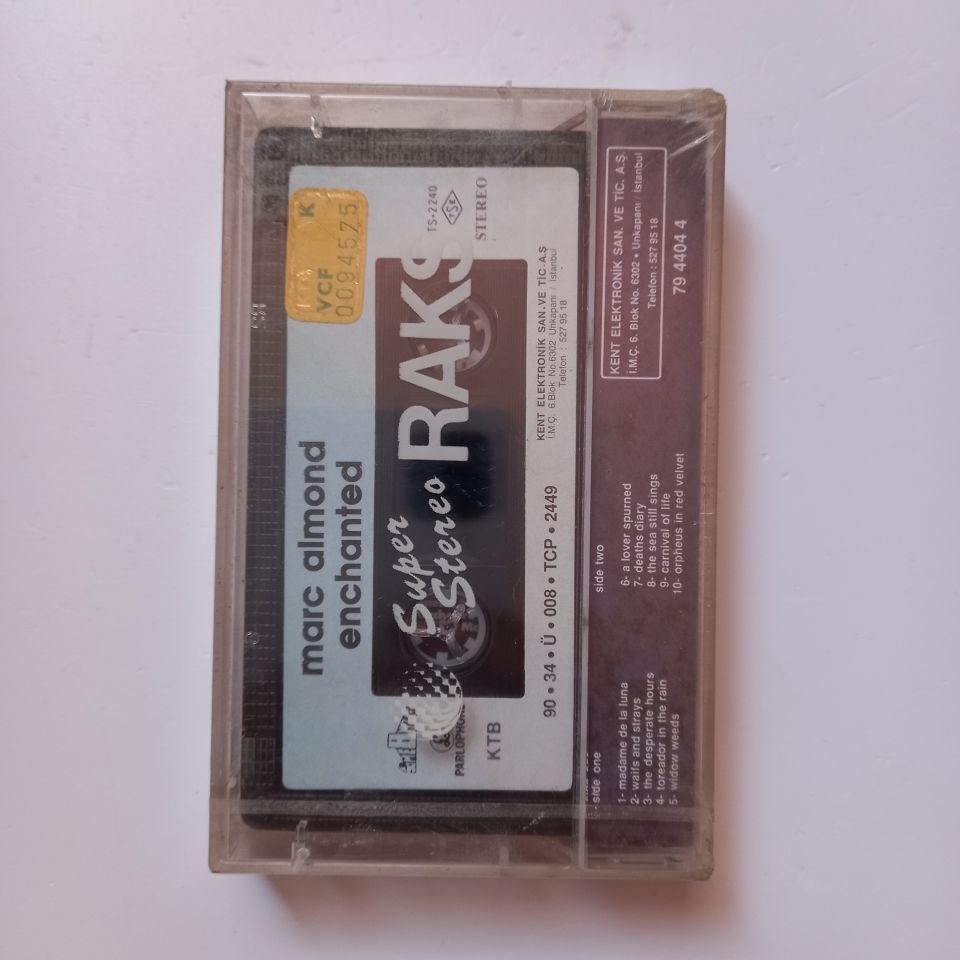 marc almond
enchanted
K
VCF
0094575
TS-2240
TSE
STEREO
Super
Stereo RAKS
PARLOPHONE
KTB
KENT ELEKTRONİK SAN.VE TİC.A.Ş
İ.M.Ç. 6.Blok No.6302 Unkapanı / İstanbul
Telefon : 527 95 18
90 • 34 • Ü • 008 • TCP • 2449
side one
1- madame de la luna
2- waifs and strays
3- the desperate hours
4- toreador in the rain
5- widow weeds
side two
6- a lover spurned
7- deaths diary
8- the sea still sings
9- carnival of life
10- orpheus in red velvet
KENT ELEKTRONİK SAN. VE TİC. A.Ş.
İ.M.Ç. 6. Blok No. 6302 • Unkapanı / İstanbul
Telefon : 527 95 18
79 4404 4